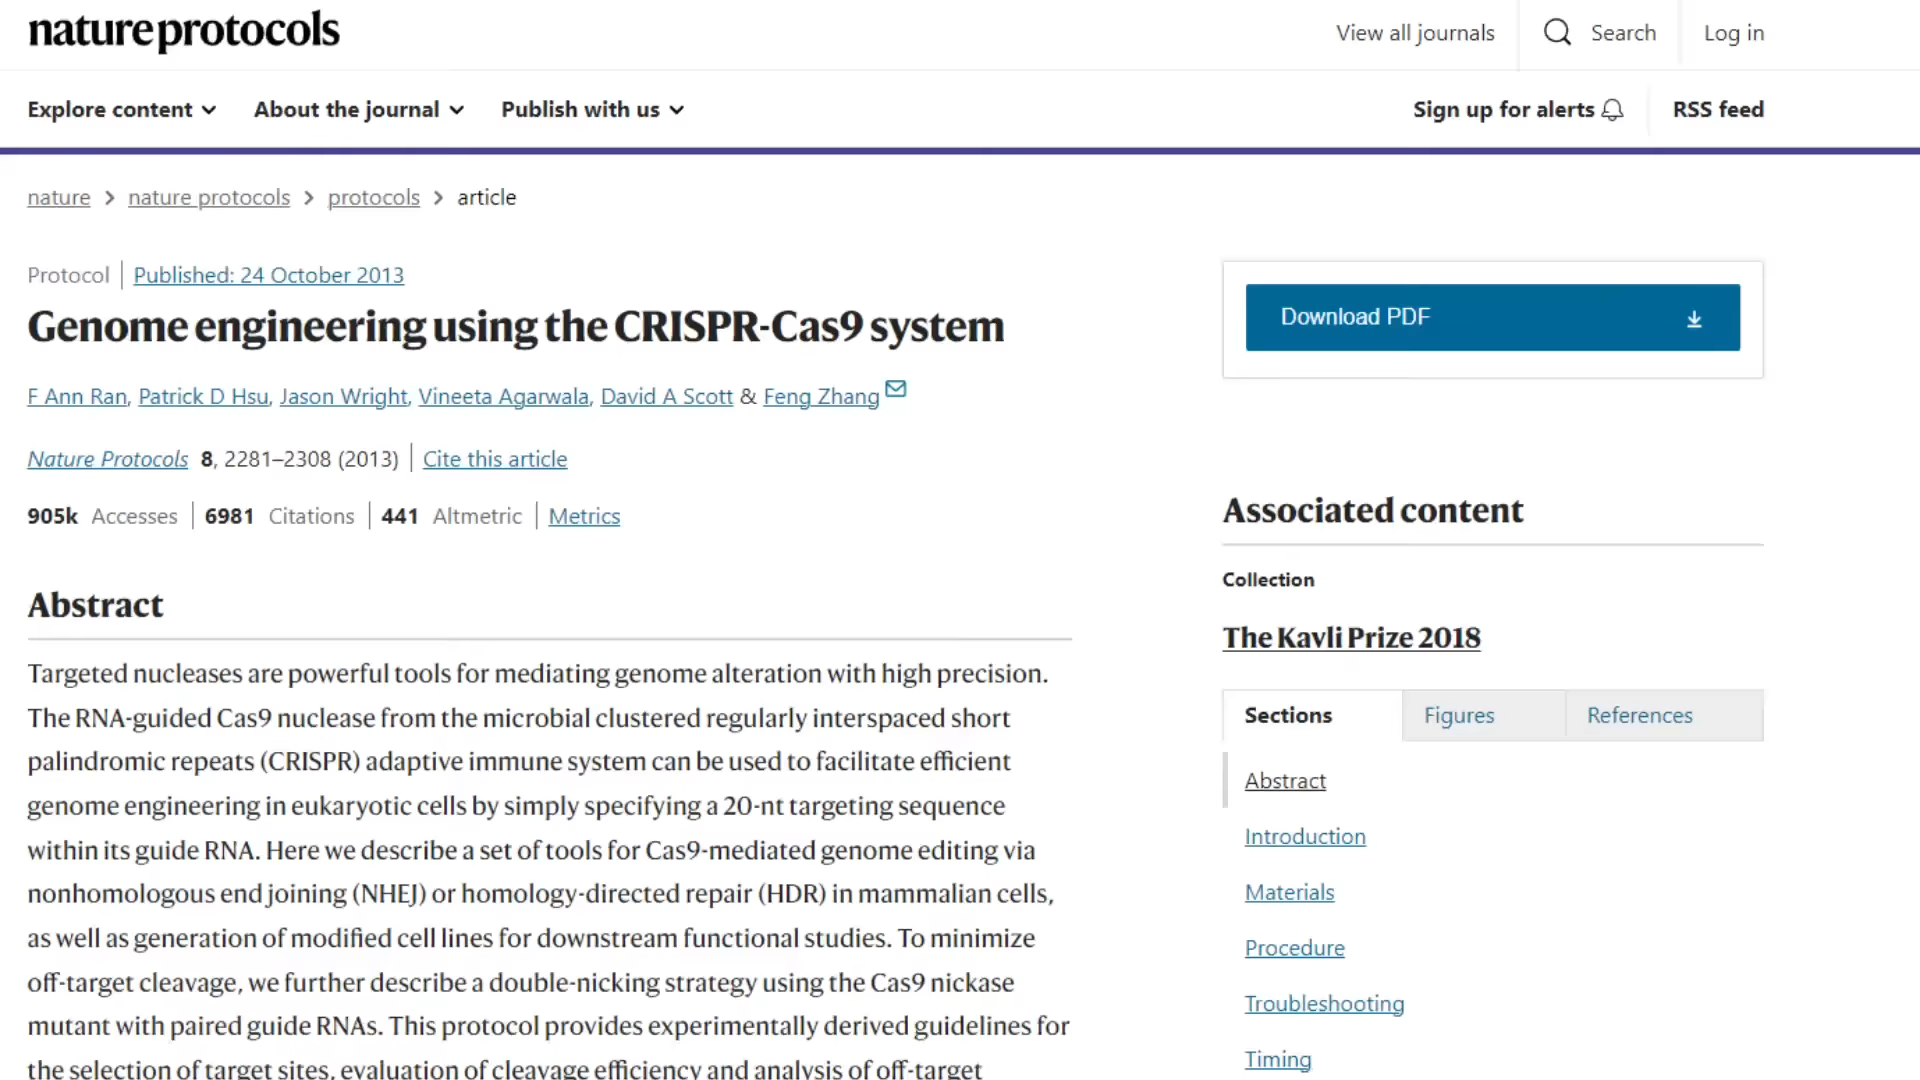 nature protocols
View all journals
Search
Log in
Explore content
About the journal
Publish with us
Sign up for alerts
RSS feed
nature > nature protocols > protocols > article
Protocol | Published: 24 October 2013
Genome engineering using the CRISPR-Cas9 system
F Ann Ran, Patrick D Hsu, Jason Wright, Vineeta Agarwala, David A Scott & Feng Zhang
Nature Protocols 8, 2281–2308 (2013) | Cite this article
905k Accesses | 6981 Citations | 441 Altmetric | Metrics
Abstract
Targeted nucleases are powerful tools for mediating genome alteration with high precision.
The RNA-guided Cas9 nuclease from the microbial clustered regularly interspaced short
palindromic repeats (CRISPR) adaptive immune system can be used to facilitate efficient
genome engineering in eukaryotic cells by simply specifying a 20-nt targeting sequence
within its guide RNA. Here we describe a set of tools for Cas9-mediated genome editing via
nonhomologous end joining (NHEJ) or homology-directed repair (HDR) in mammalian cells,
as well as generation of modified cell lines for downstream functional studies. To minimize
off-target cleavage, we further describe a double-nicking strategy using the Cas9 nickase
mutant with paired guide RNAs. This protocol provides experimentally derived guidelines for
the selection of target sites, evaluation of cleavage efficiency and analysis of off-target
Download PDF
Associated content
Collection
The Kavli Prize 2018
Sections
Figures
References
Abstract
Introduction
Materials
Procedure
Troubleshooting
Timing